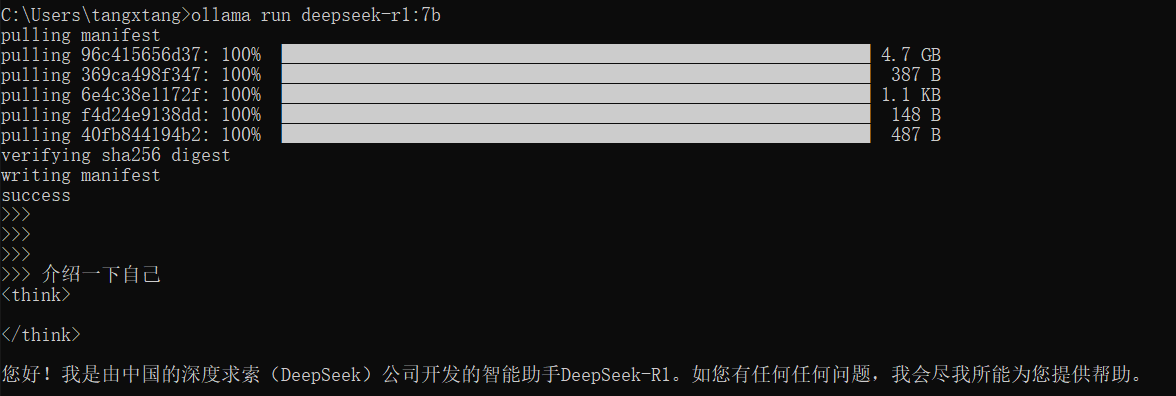 C:\Users\tangxtang>ollama run deepseek-r1:7b
pulling manifest
pulling 96c415656d37: 100% 4.7 GB
pulling 369ca498f347: 100% 387 B
pulling 6e4c38e1172f: 100% 1.1 KB
pulling f4d24e9138dd: 100% 148 B
pulling 40fb844194b2: 100% 487 B
verifying sha256 digest
writing manifest
success
>>>
>>>
>>>
>>> 介绍一下自己
<think>
</think>
您好！我是由中国的深度求索（DeepSeek）公司开发的智能助手DeepSeek-R1。如您有任何任何问题，我会尽我所能为您提供帮助。